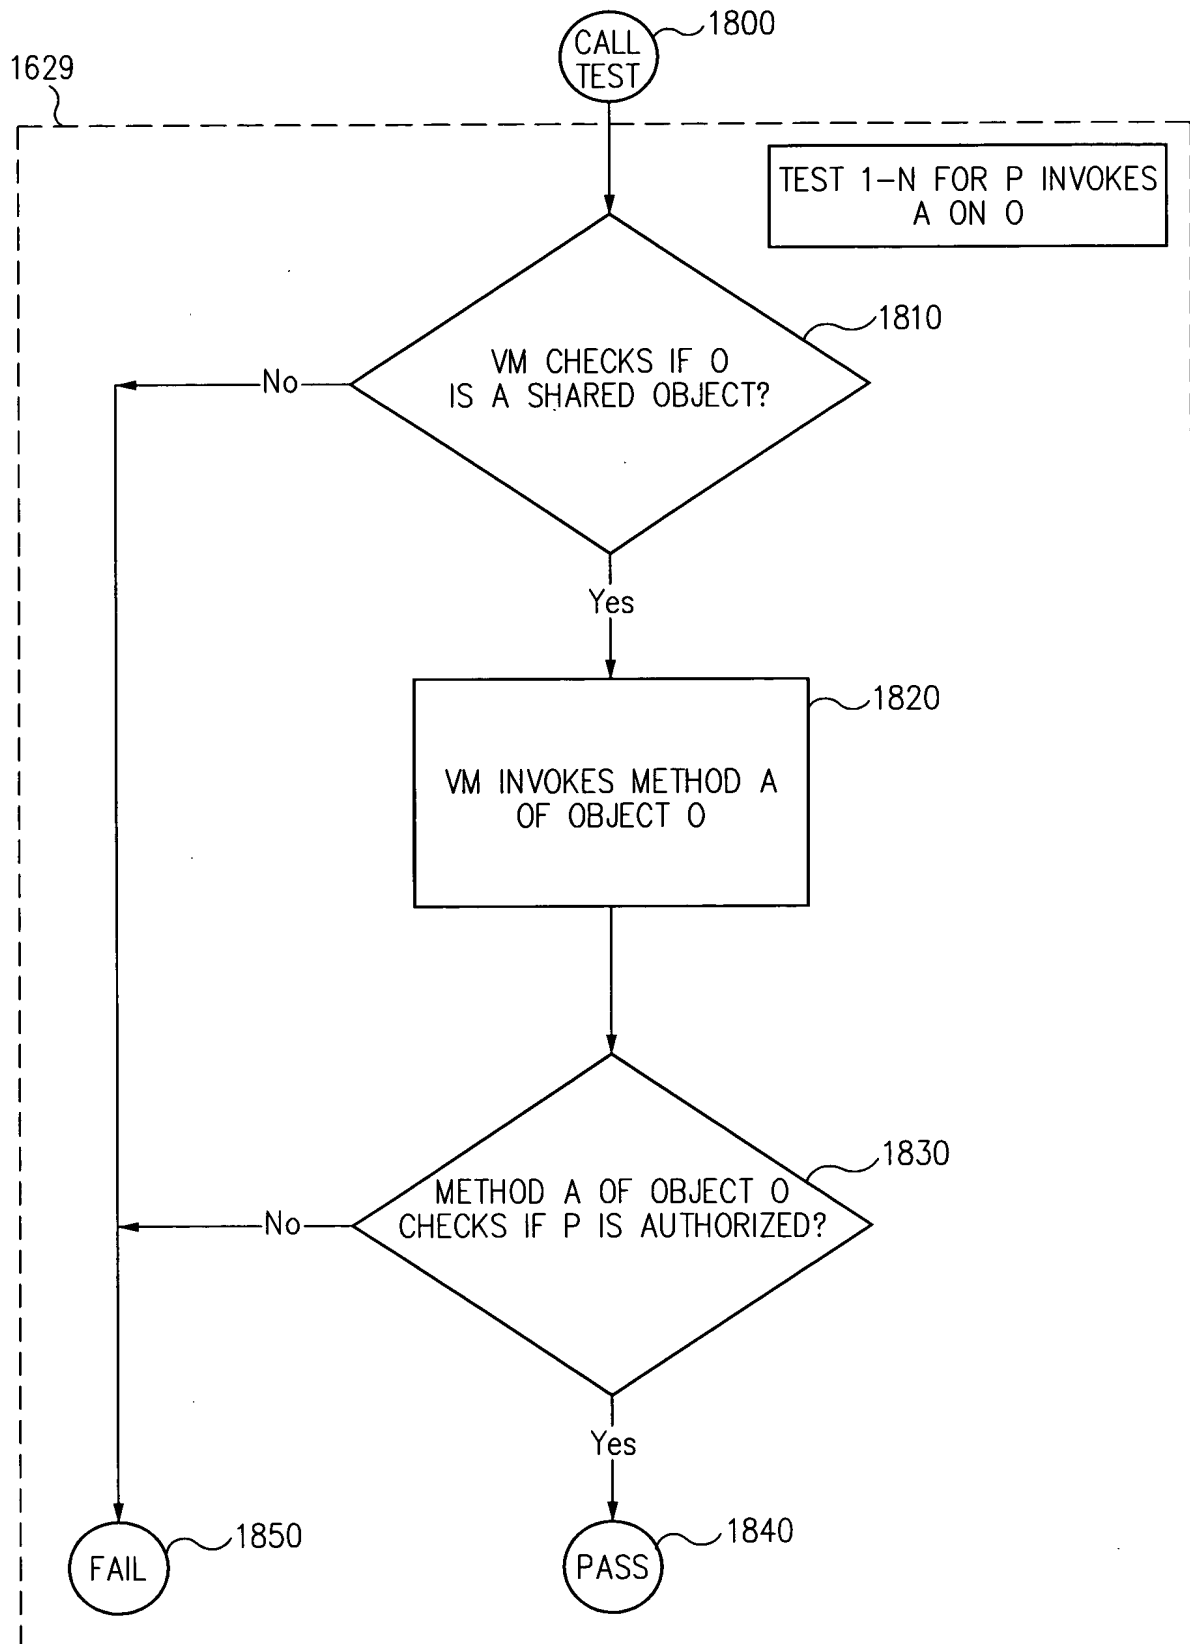 CALL
TEST
1800
1629
TEST 1-N FOR P INVOKES
A ON O
1810
VM CHECKS IF O
IS A SHARED OBJECT?
No
Yes
1820
VM INVOKES METHOD A
OF OBJECT O
1830
METHOD A OF OBJECT O
CHECKS IF P IS AUTHORIZED?
No
Yes
1850
FAIL
1840
PASS